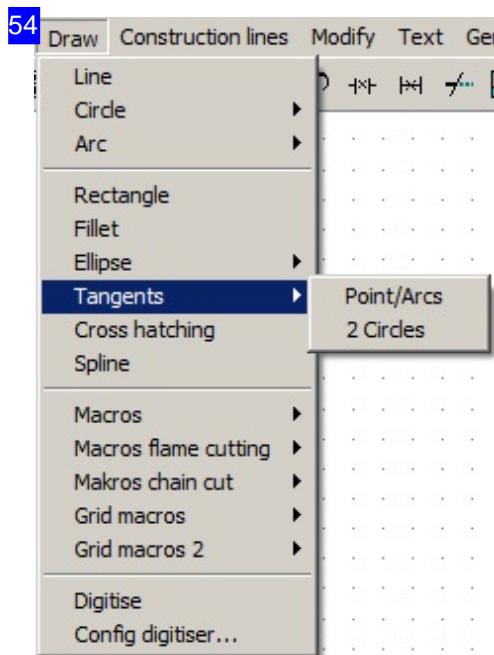 54
Draw Construction lines Modify Text
Line
Circle
Arc
Rectangle
Fillet
Ellipse
Tangents
Point/Arcs
Cross hatching
2 Circles
Spline
Macros
Macros flame cutting
Makros chain cut
Grid macros
Grid macros 2
Digitise
Config digitiser...